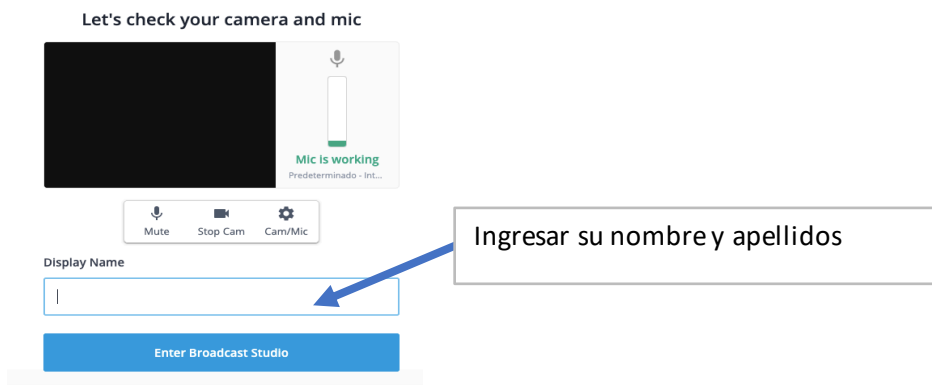 Let's check your camera and mic
Mic is working
Predeterminado - Int...
Mute Stop Cam Cam/Mic
Ingresar su nombre y apellidos
Display Name
Enter Broadcast Studio